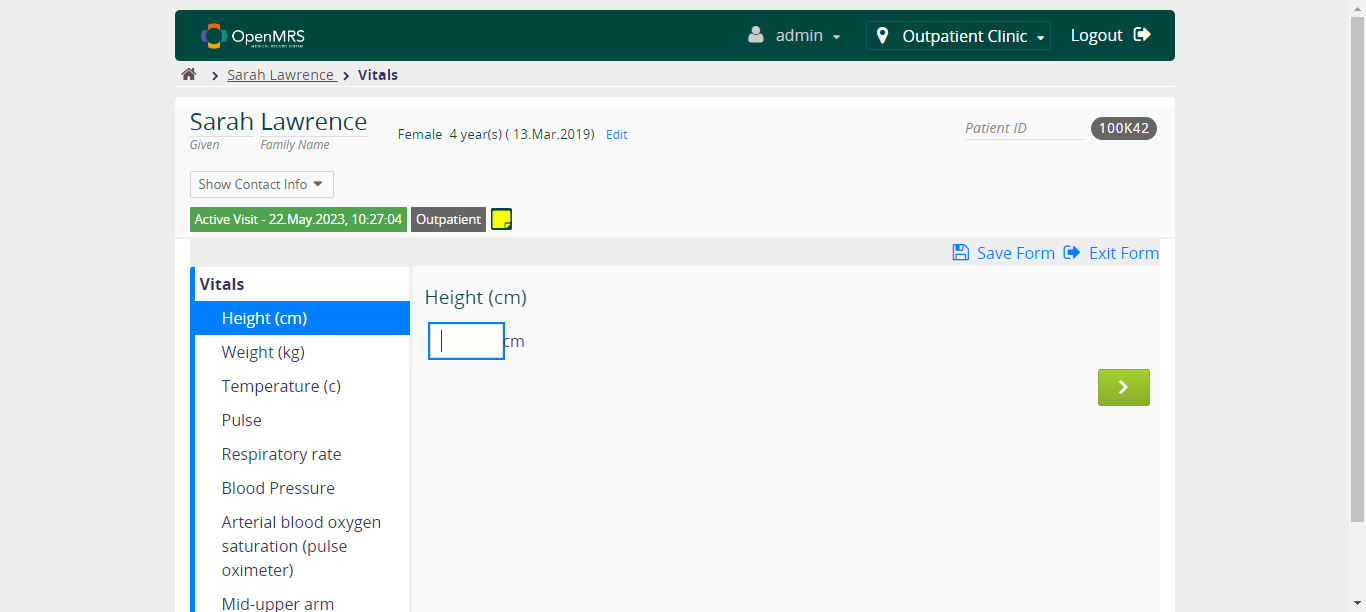 OpenMRS
MEDICAL RECORD SYSTEM
admin
Outpatient Clinic
Logout
Sarah Lawrence
Vitals
Sarah Lawrence
Given Family Name
Female 4 year(s) ( 13.Mar.2019) Edit
Patient ID 100K42
Show Contact Info
Active Visit - 22.May.2023, 10:27:04 Outpatient
Save Form Exit Form
Vitals
Height (cm)
Weight (kg)
Temperature (c)
Pulse
Respiratory rate
Blood Pressure
Arterial blood oxygen
saturation (pulse
oximeter)
Mid-upper arm
Height (cm)
cm